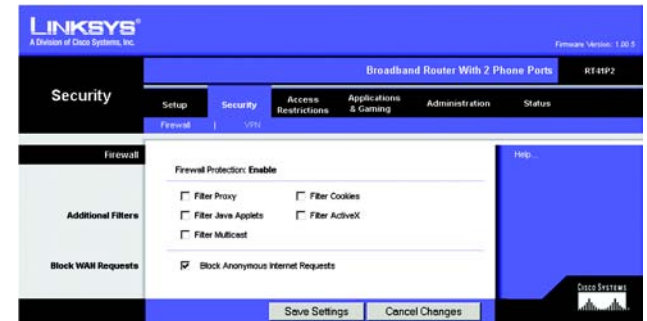 LINKSYS®
A Division of Cisco Systems, Inc.
Firmware Version: 1.00.5
Broadband Router With 2 Phone Ports
RT41P2
Security
Setup
Security
Access Restrictions
Applications & Gaming
Administration
Status
Firewall | VPN
Firewall
Help...
Firewall Protection: Enable
Additional Filters
Filter Proxy
Filter Cookies
Filter Java Applets
Filter ActiveX
Filter Multicast
Block WAN Requests
Block Anonymous Internet Requests
Save Settings
Cancel Changes
CISCO SYSTEMS